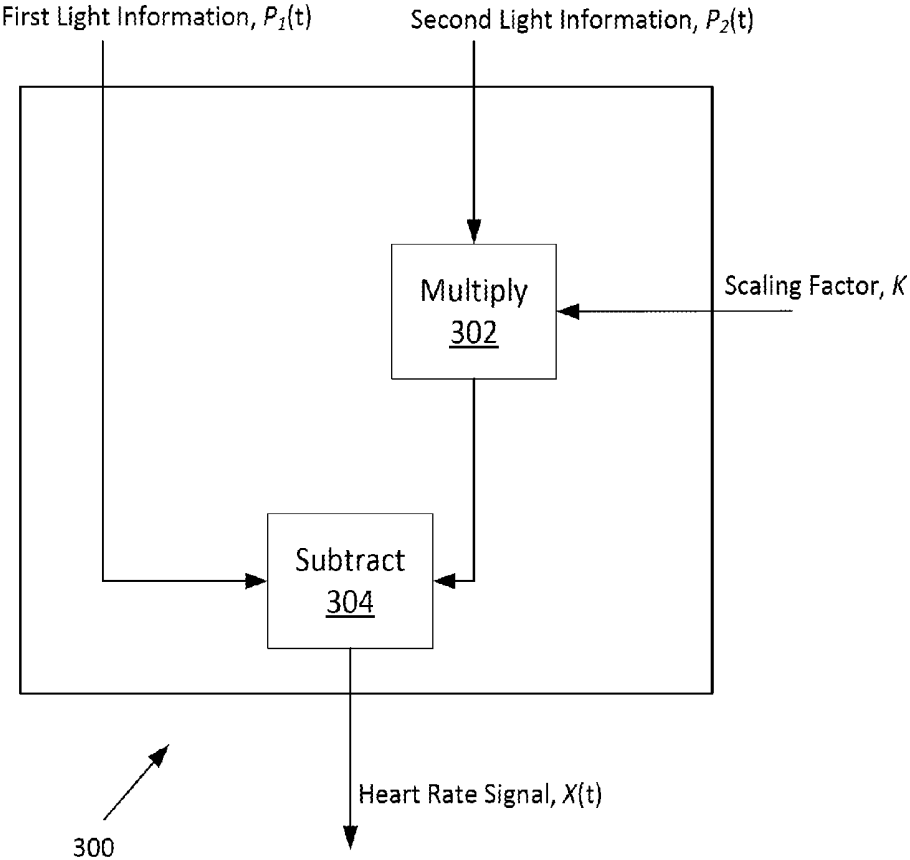 First Light Information, P1(t)
Second Light Information, P2(t)
Multiply
302
Scaling Factor, K
Subtract
304
Heart Rate Signal, X(t)
300